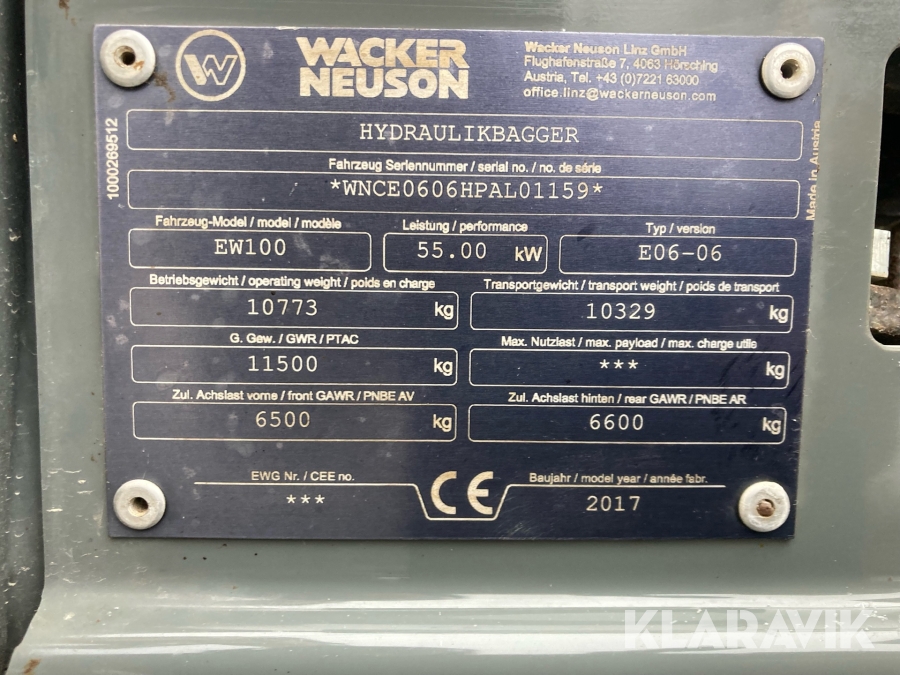 W
WACKER
NEUSON
Wacker Neuson Linz GmbH
Flughafenstraße 7, 4063 Hörsching
Austria, Tel. +43 (0)7221 63000
office.linz@wackerneuson.com
1000269512
Made in Austria
HYDRAULIKBAGGER
Fahrzeug Seriennummer / serial no. / no. de série
*WNCE0606HPAL01159*
Fahrzeug-Model / model / modèle
EW100
Leistung / performance
55.00 kW
Typ / version
E06-06
Betriebsgewicht / operating weight / poids en charge
10773 kg
Transportgewicht / transport weight / poids de transport
10329 kg
G. Gew. / GWR / PTAC
11500 kg
Max. Nutzlast / max. payload / max. charge utile
*** kg
Zul. Achslast vorne / front GAWR / PNBE AV
6500 kg
Zul. Achslast hinten / rear GAWR / PNBE AR
6600 kg
EWG Nr. / CEE no.
***
CE
Baujahr / model year / année fabr.
2017
KLARAVIK